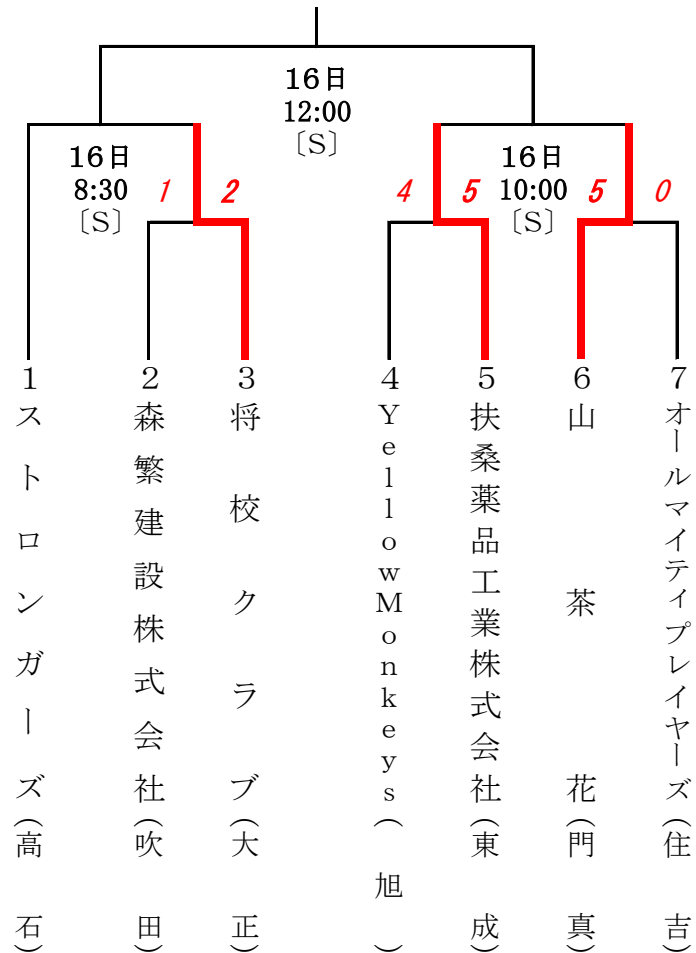 16日
12:00
〔S〕
16日
8:30
〔S〕
1 2
4 5
16日
10:00
〔S〕
5 0
1
ストロンガーズ(高石)
2
森繁建設株式会社(吹田)
3
将校クラブ(大正)
4
YellowMonkeys(旭)
5
扶桑薬品工業株式会社(東成)
6
山茶花(門真)
7
オールマイティプレイヤーズ(住吉)